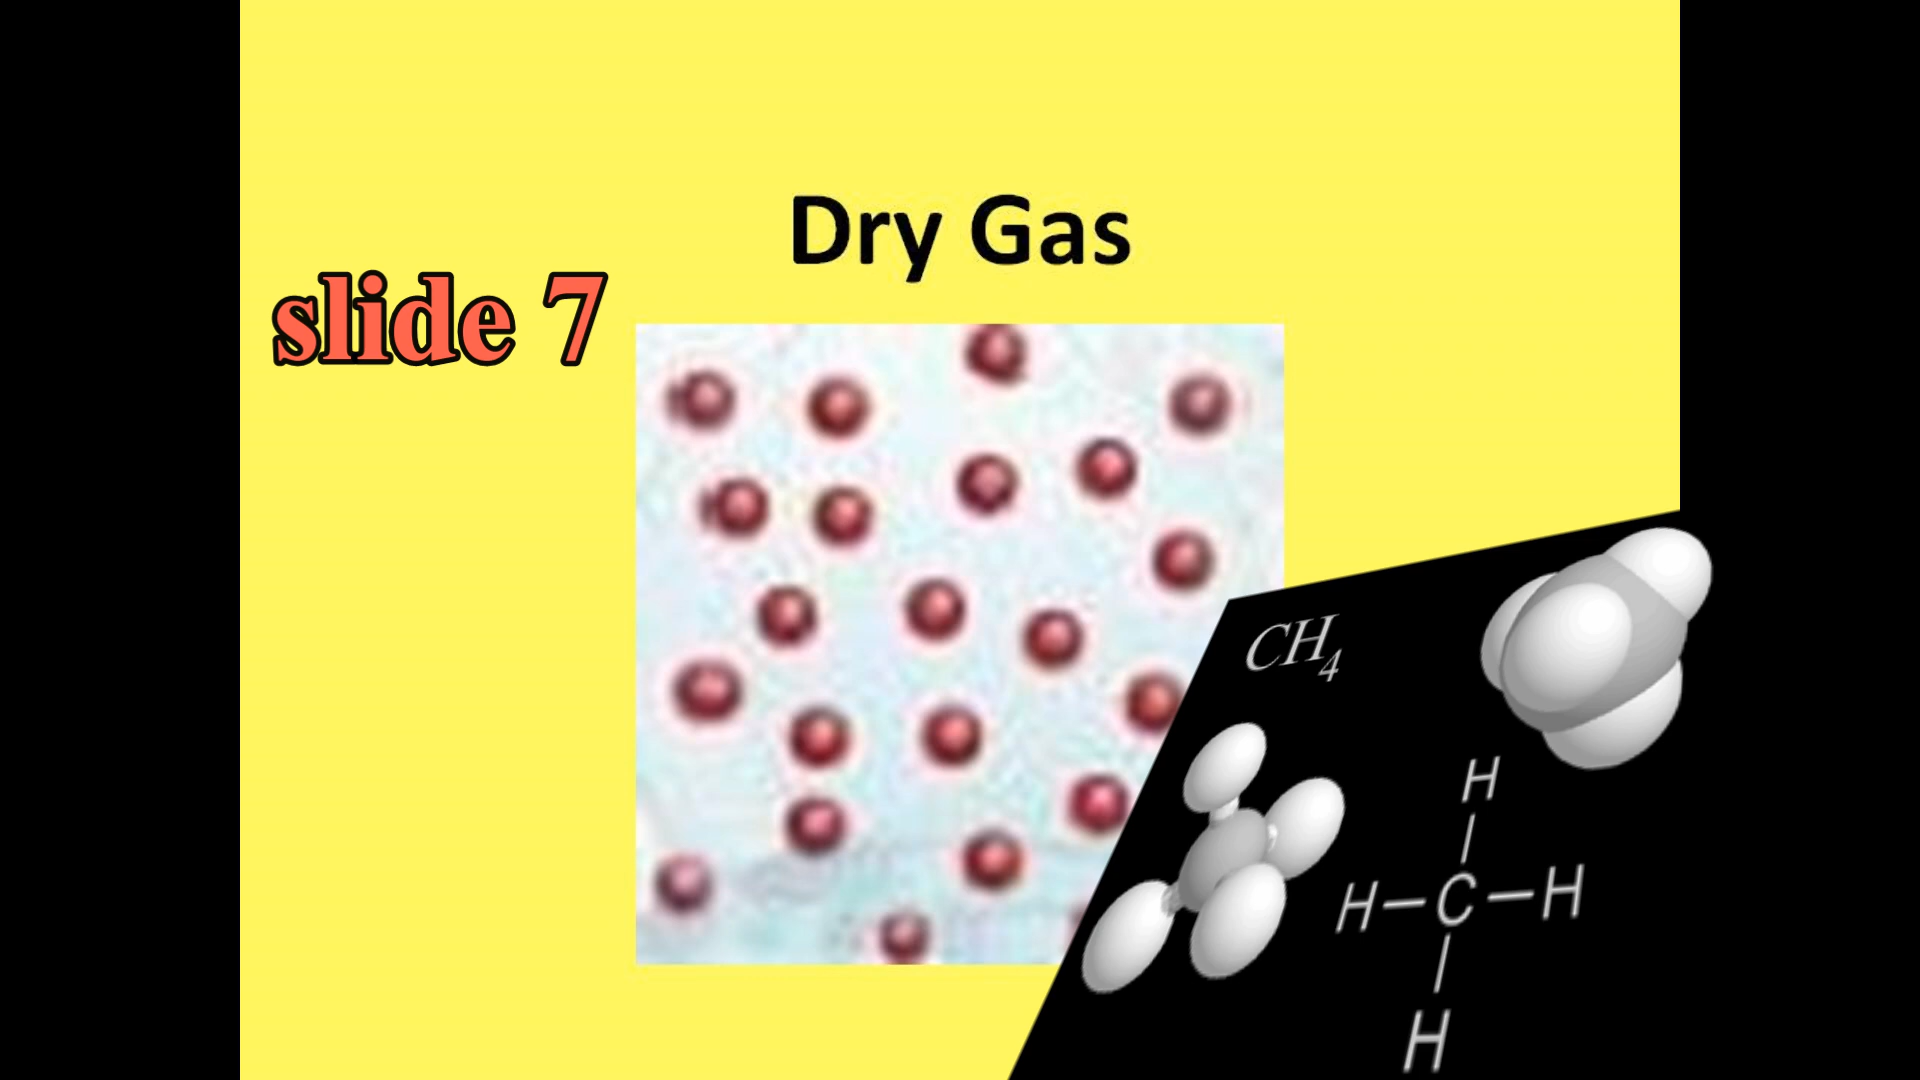 Dry Gas
slide 7
CH₄
H
H—C—H
H